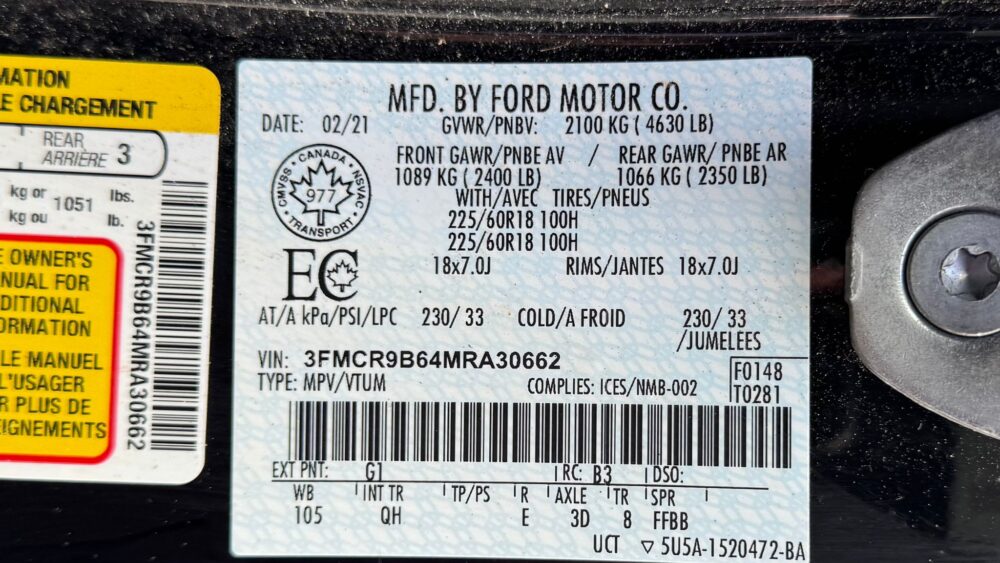 MATION
E CHARGEMENT
REAR
ARRIÈRE 3
kg or 1051 lbs.
kg ou lb.
E OWNER'S
NUAL FOR
DITIONAL
ORMATION
LE MANUEL
L'USAGER
R PLUS DE
EIGNEMENTS
3FMCR9B64MRA30662
MFD. BY FORD MOTOR CO.
DATE: 02/21 GVWR/PNBV: 2100 KG ( 4630 LB)
CANADA
CMVSS NSVAC
977
TRANSPORT
FRONT GAWR/PNBE AV / REAR GAWR/ PNBE AR
1089 KG ( 2400 LB) 1066 KG ( 2350 LB)
WITH/AVEC TIRES/PNEUS
225/60R18 100H
225/60R18 100H
EC
18x7.0J RIMS/JANTES 18x7.0J
AT/A kPa/PSI/LPC 230/ 33 COLD/A FROID 230/ 33
/JUMELEES
VIN: 3FMCR9B64MRA30662
TYPE: MPV/VTUM COMPLIES: ICES/NMB-002
F0148
T0281
EXT PNT: G1 RC: B3 DSO:
WB INT TR TP/PS R AXLE TR SPR
105 QH E 3D 8 FFBB
UCT ▽ 5U5A-1520472-BA